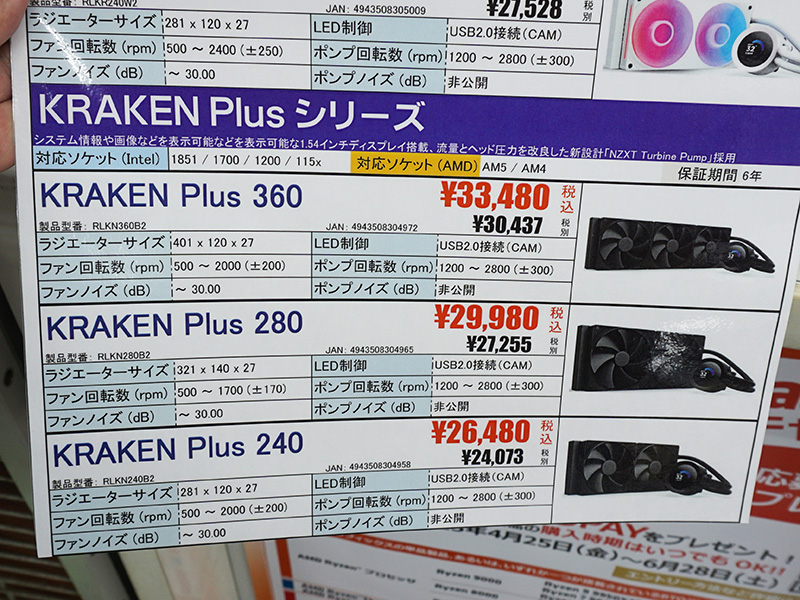 製品型番: RLKR240W2
JAN: 4943508305009
¥27,528 税別
ラジエーターサイズ 281 x 120 x 27 LED制御 USB2.0接続(CAM)
ファン回転数 (rpm) 500 ～ 2400 (±250) ポンプ回転数 (rpm) 1200 ～ 2800 (±300)
ファンノイズ (dB) ～ 30.00 ポンプノイズ (dB) 非公開
KRAKEN Plus シリーズ
システム情報や画像などを表示可能などを表示可能な1.54インチディスプレイ搭載、流量とヘッド圧力を改良した新設計「NZXT Turbine Pump」採用
対応ソケット (Intel) 1851 / 1700 / 1200 / 115x 対応ソケット (AMD) AM5 / AM4 保証期間 6年
KRAKEN Plus 360 ¥33,480 税込
¥30,437 税別
製品型番: RLKN360B2 JAN: 4943508304972
ラジエーターサイズ 401 x 120 x 27 LED制御 USB2.0接続(CAM)
ファン回転数 (rpm) 500 ～ 2000 (±200) ポンプ回転数 (rpm) 1200 ～ 2800 (±300)
ファンノイズ (dB) ～ 30.00 ポンプノイズ (dB) 非公開
KRAKEN Plus 280 ¥29,980 税込
¥27,255 税別
製品型番: RLKN280B2 JAN: 4943508304965
ラジエーターサイズ 321 x 140 x 27 LED制御 USB2.0接続(CAM)
ファン回転数 (rpm) 500 ～ 1700 (±170) ポンプ回転数 (rpm) 1200 ～ 2800 (±300)
ファンノイズ (dB) ～ 30.00 ポンプノイズ (dB) 非公開
KRAKEN Plus 240 ¥26,480 税込
¥24,073 税別
製品型番: RLKN240B2 JAN: 4943508304958
ラジエーターサイズ 281 x 120 x 27 LED制御 USB2.0接続(CAM)
ファン回転数 (rpm) 500 ～ 2000 (±200) ポンプ回転数 (rpm) 1200 ～ 2800 (±300)
ファンノイズ (dB) ～ 30.00 ポンプノイズ (dB) 非公開
PAYをプレゼント!
購入時期はいつでもOK!!
4月25日(金)～6月28日(土)
AMD Ryzen プロセッサ Ryzen 9000
Ryzen 8000